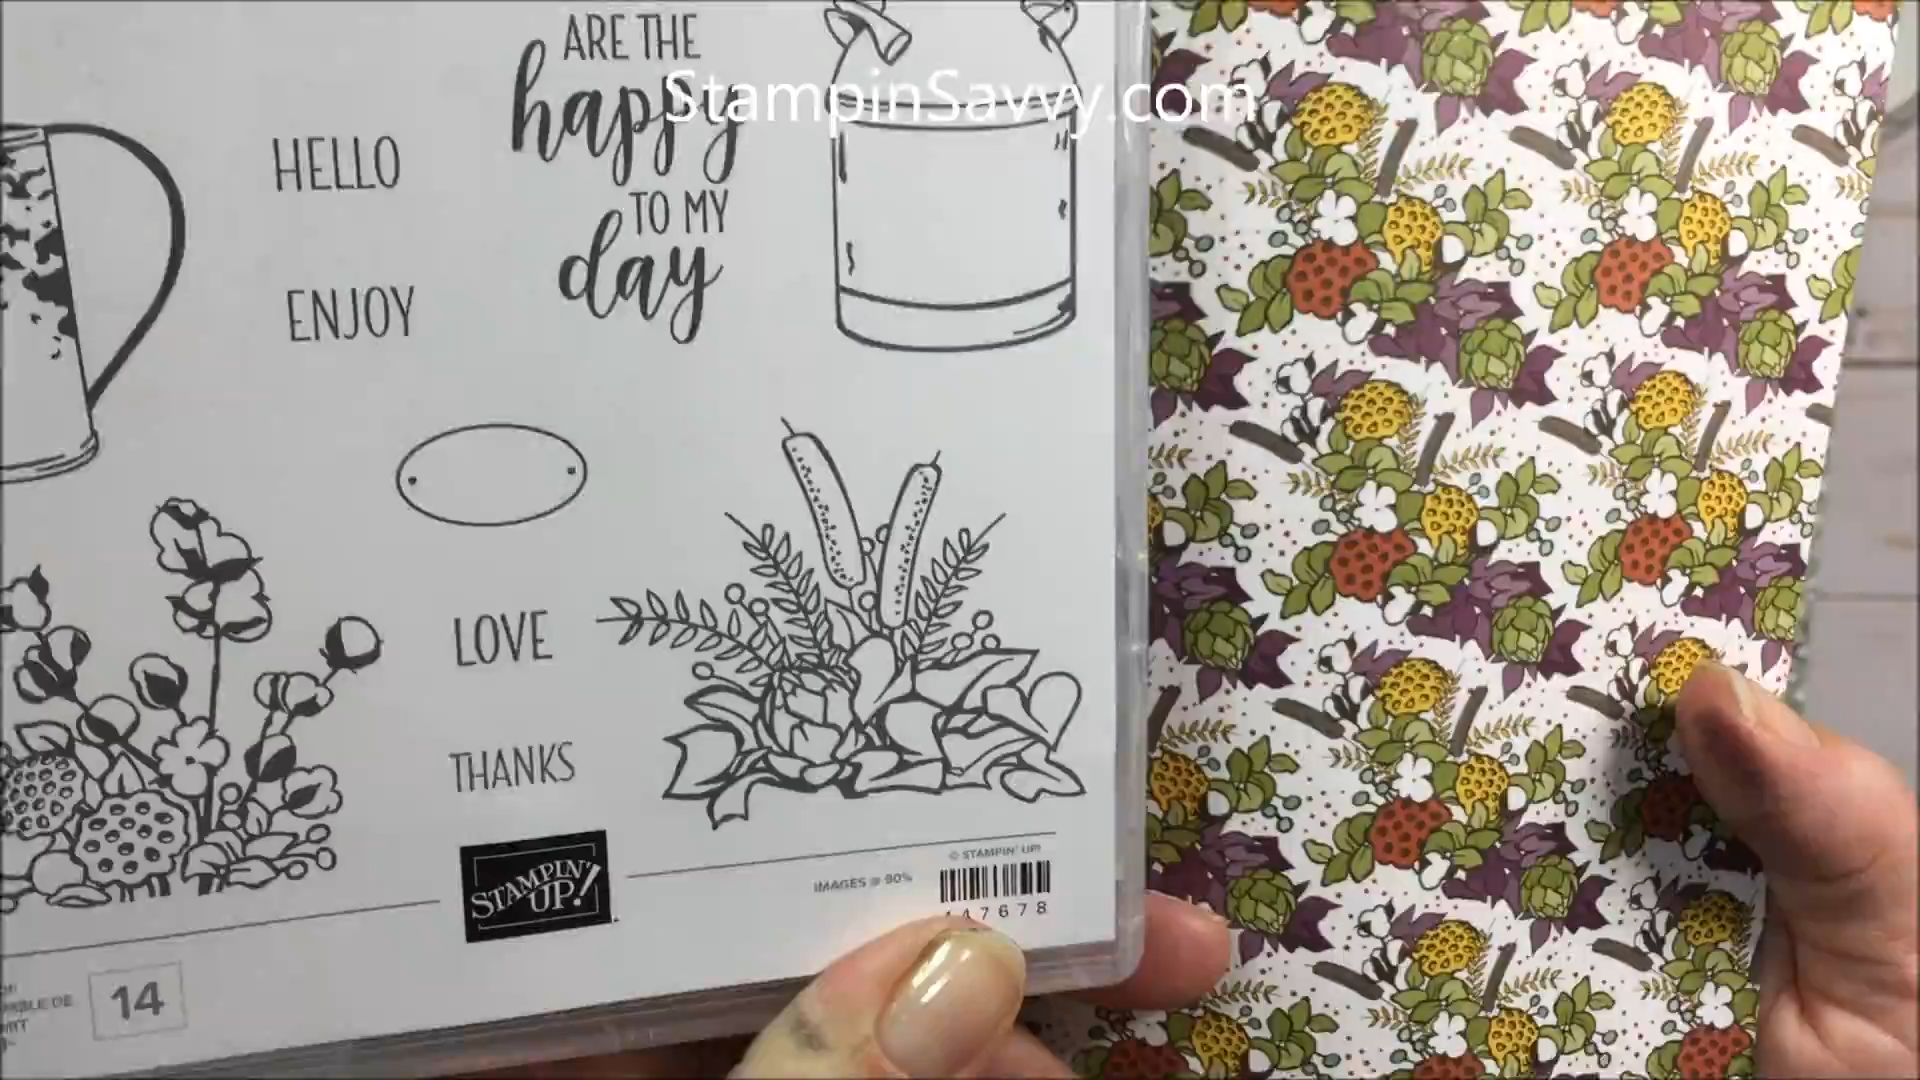 ARE THE
happy
TO MY
day
StampinSavvy.com
HELLO
ENJOY
LOVE
THANKS
STAMPIN' UP!
© STAMPIN' UP!
IMAGES @ 90%
47678
14